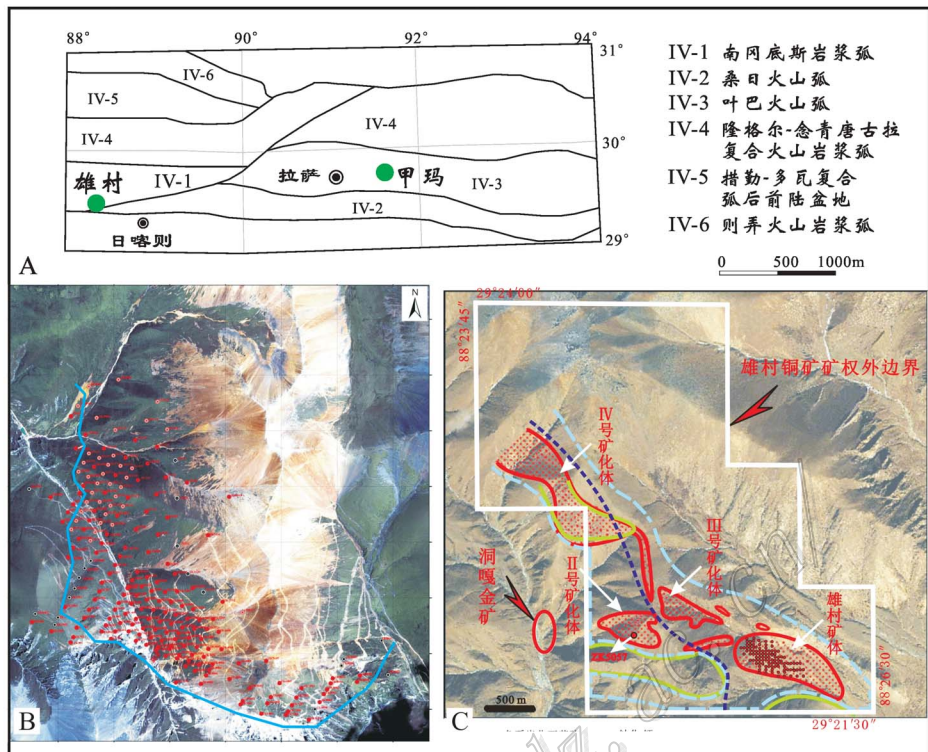 88°
90°
92°
94°
31°
30°
29°
IV-6
IV-5
IV-4
IV-4
IV-1
IV-3
IV-2
雄村
拉萨
甲玛
日喀则
A
IV-1 南冈底斯岩浆弧
IV-2 桑日火山弧
IV-3 叶巴火山弧
IV-4 隆格尔-念青唐古拉
复合火山岩浆弧
IV-5 措勤-多瓦复合
弧后前陆盆地
IV-6 则弄火山岩浆弧
0 500 1000m
N
B
29°24′00″
88°23′45″
雄村铜矿矿权外边界
IV号矿化体
III号矿化体
II号矿化体
洞嘎金矿
雄村矿体
88°26′30″
29°21′30″
500 m
C